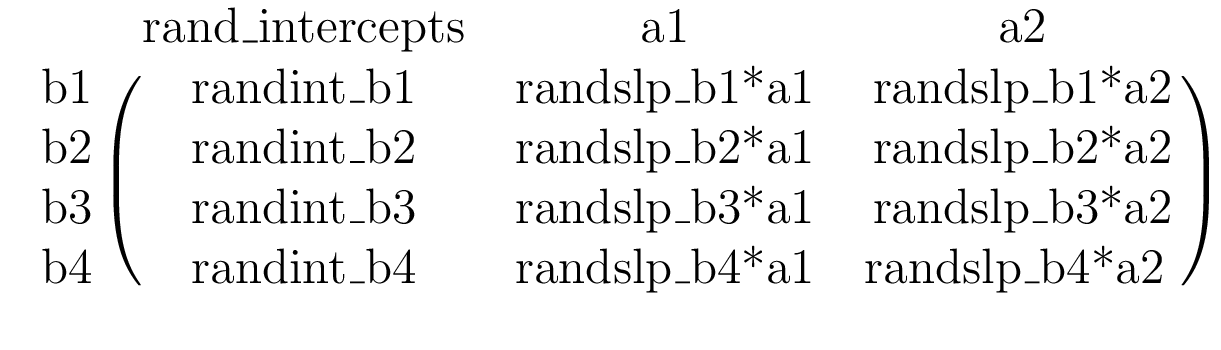 rand_intercepts a1 a2
b1 randint_b1 randslp_b1*a1 randslp_b1*a2
b2 randint_b2 randslp_b2*a1 randslp_b2*a2
b3 randint_b3 randslp_b3*a1 randslp_b3*a2
b4 randint_b4 randslp_b4*a1 randslp_b4*a2